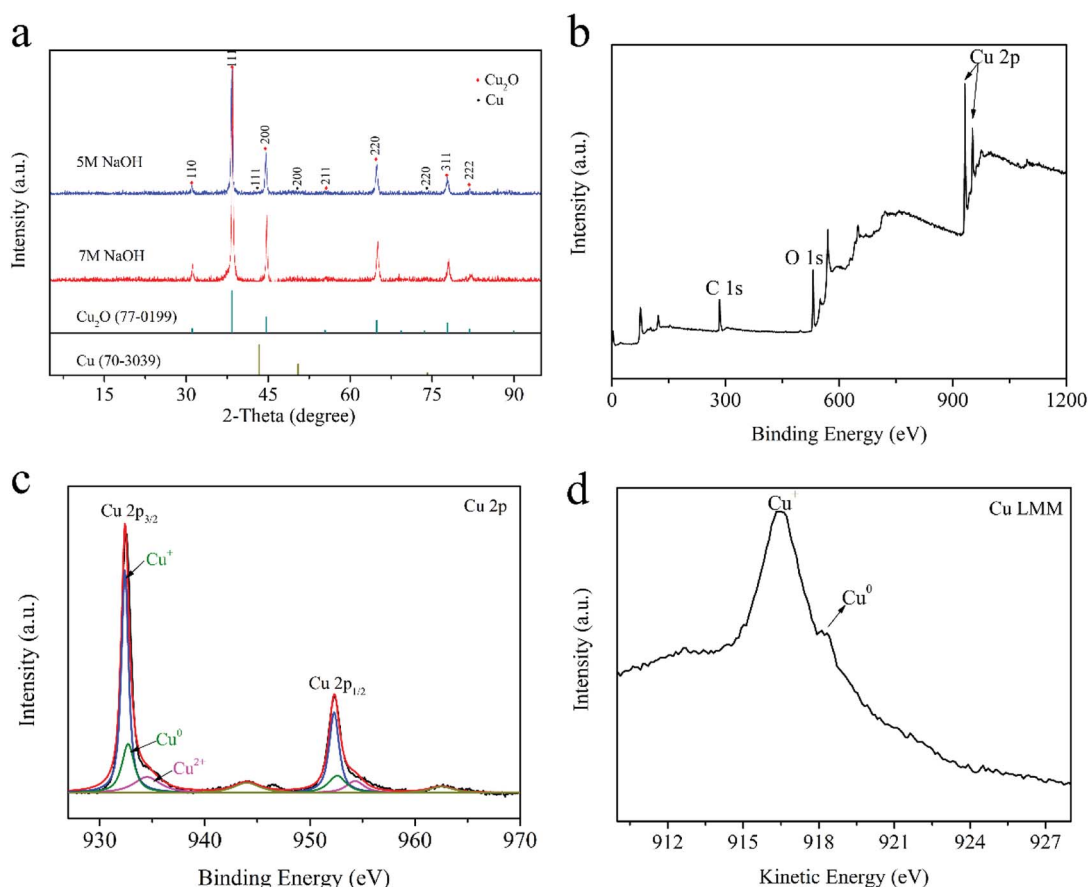 a
Intensity (a.u.)
111
Cu₂O
Cu
5M NaOH
110
111
200
200
211
220
220
311
222
7M NaOH
Cu₂O (77-0199)
Cu (70-3039)
15 30 45 60 75 90
2-Theta (degree)
b
Intensity (a.u.)
Cu 2p
O 1s
C 1s
0 300 600 900 1200
Binding Energy (eV)
c
Intensity (a.u.)
Cu 2p₃/₂
Cu 2p
Cu⁺
Cu 2p₁/₂
Cu⁰
Cu²⁺
930 940 950 960 970
Binding Energy (eV)
d
Intensity (a.u.)
Cu⁺
Cu LMM
Cu⁰
912 915 918 921 924 927
Kinetic Energy (eV)